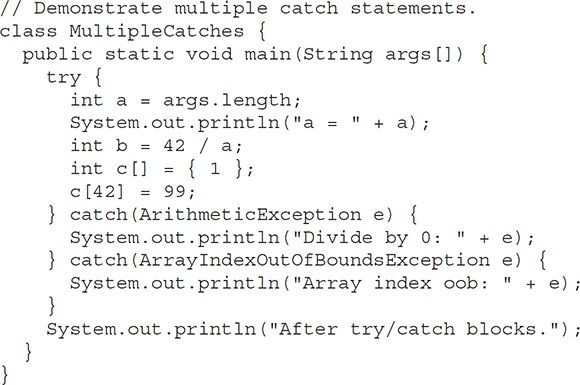 // Demonstrate multiple catch statements.
class MultipleCatches {
  public static void main(String args[]) {
    try {
      int a = args.length;
      System.out.println("a = " + a);
      int b = 42 / a;
      int c[] = { 1 };
      c[42] = 99;
    } catch(ArithmeticException e) {
      System.out.println("Divide by 0: " + e);
    } catch(ArrayIndexOutOfBoundsException e) {
      System.out.println("Array index oob: " + e);
    }
    System.out.println("After try/catch blocks.");
  }
}